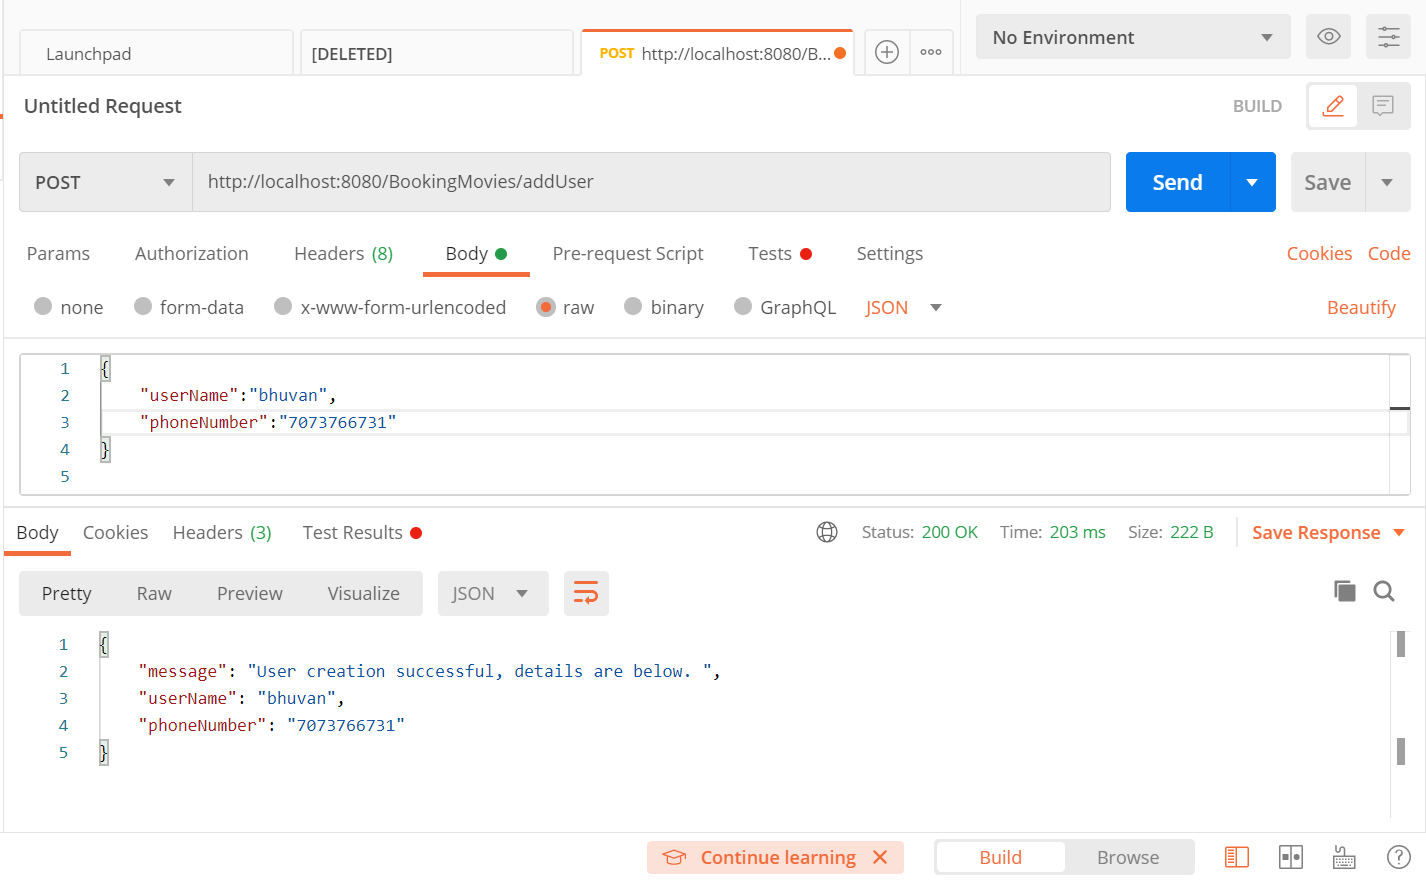 Launchpad
[DELETED]
POST http://localhost:8080/B...
No Environment
Untitled Request
BUILD
POST
http://localhost:8080/BookingMovies/addUser
Send
Save
Params Authorization Headers (8) Body Pre-request Script Tests Settings Cookies Code
none form-data x-www-form-urlencoded raw binary GraphQL JSON Beautify
1 {
2 "userName":"bhuvan",
3 "phoneNumber":"7073766731"
4 }
5
Body Cookies Headers (3) Test Results Status: 200 OK Time: 203 ms Size: 222 B Save Response
Pretty Raw Preview Visualize JSON
1 {
2 "message": "User creation successful, details are below. ",
3 "userName": "bhuvan",
4 "phoneNumber": "7073766731"
5 }
Continue learning
Build Browse
?